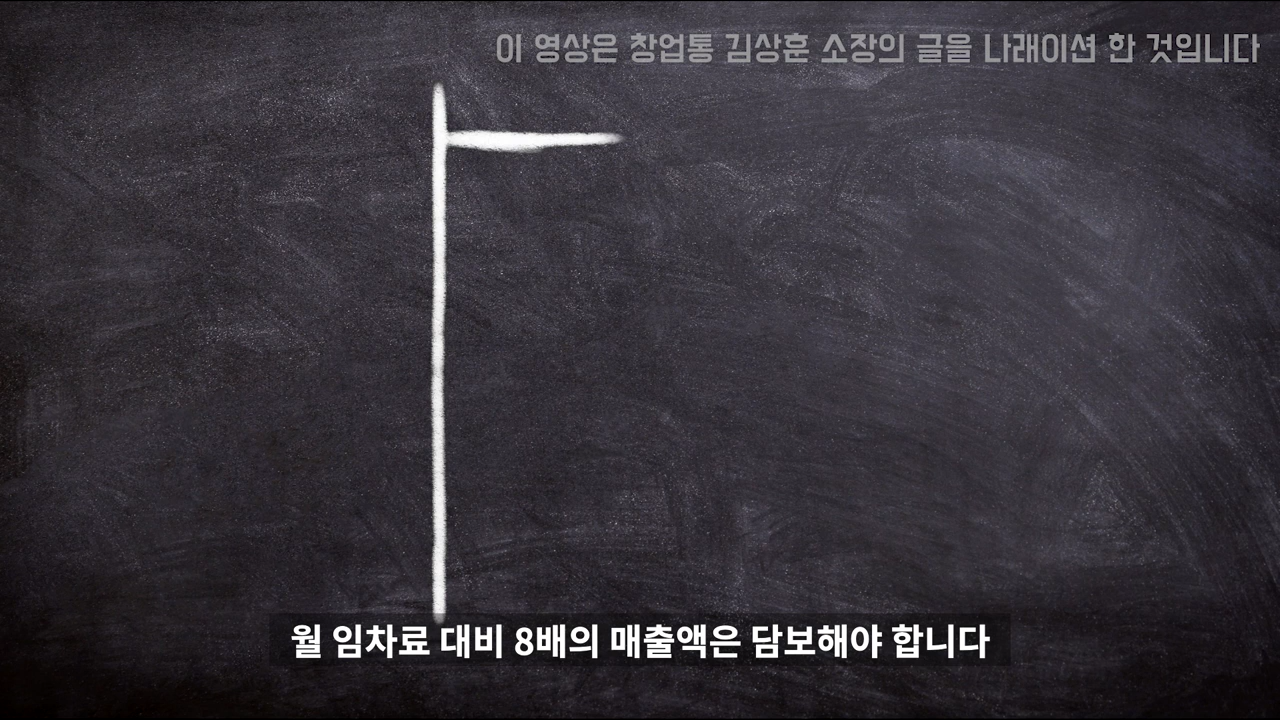 이 영상은 창업통 김상훈 소장의 글을 나래이션 한 것입니다
월 임차료 대비 8배의 매출액은 담보해야 합니다